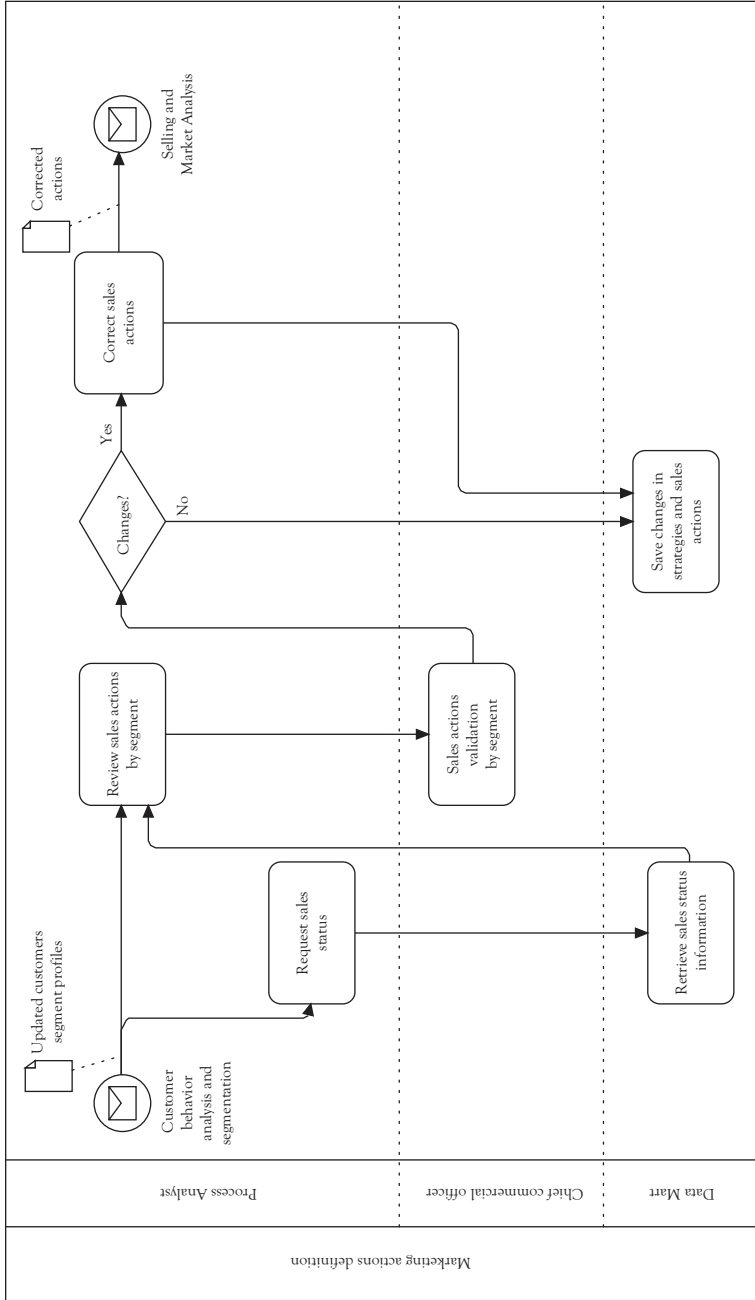 Marketing actions definition
Process Analyst
Chief commercial officer
Data Mart
Updated customers
segment profiles
Customer
behavior
analysis and
segmentation
Request sales
status
Retrieve sales status
information
Review sales actions
by segment
Sales actions
validation
by segment
Changes?
Yes
No
Correct sales
actions
Save changes in
strategies and sales
actions
Corrected
actions
Selling and
Market Analysis